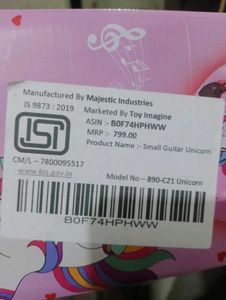 Manufactured By Majestic Industries
IS 9873 : 2019 Marketed By Toy Imagine
ASIN :- B0F74HPHWW
MRP :- 799.00
Product Name :- Small Guitar Unicorn
ISI
CM/L – 7800095517
www.bis.gov.in
Model No – 890-C21 Unicorn
B0F74HPHWW